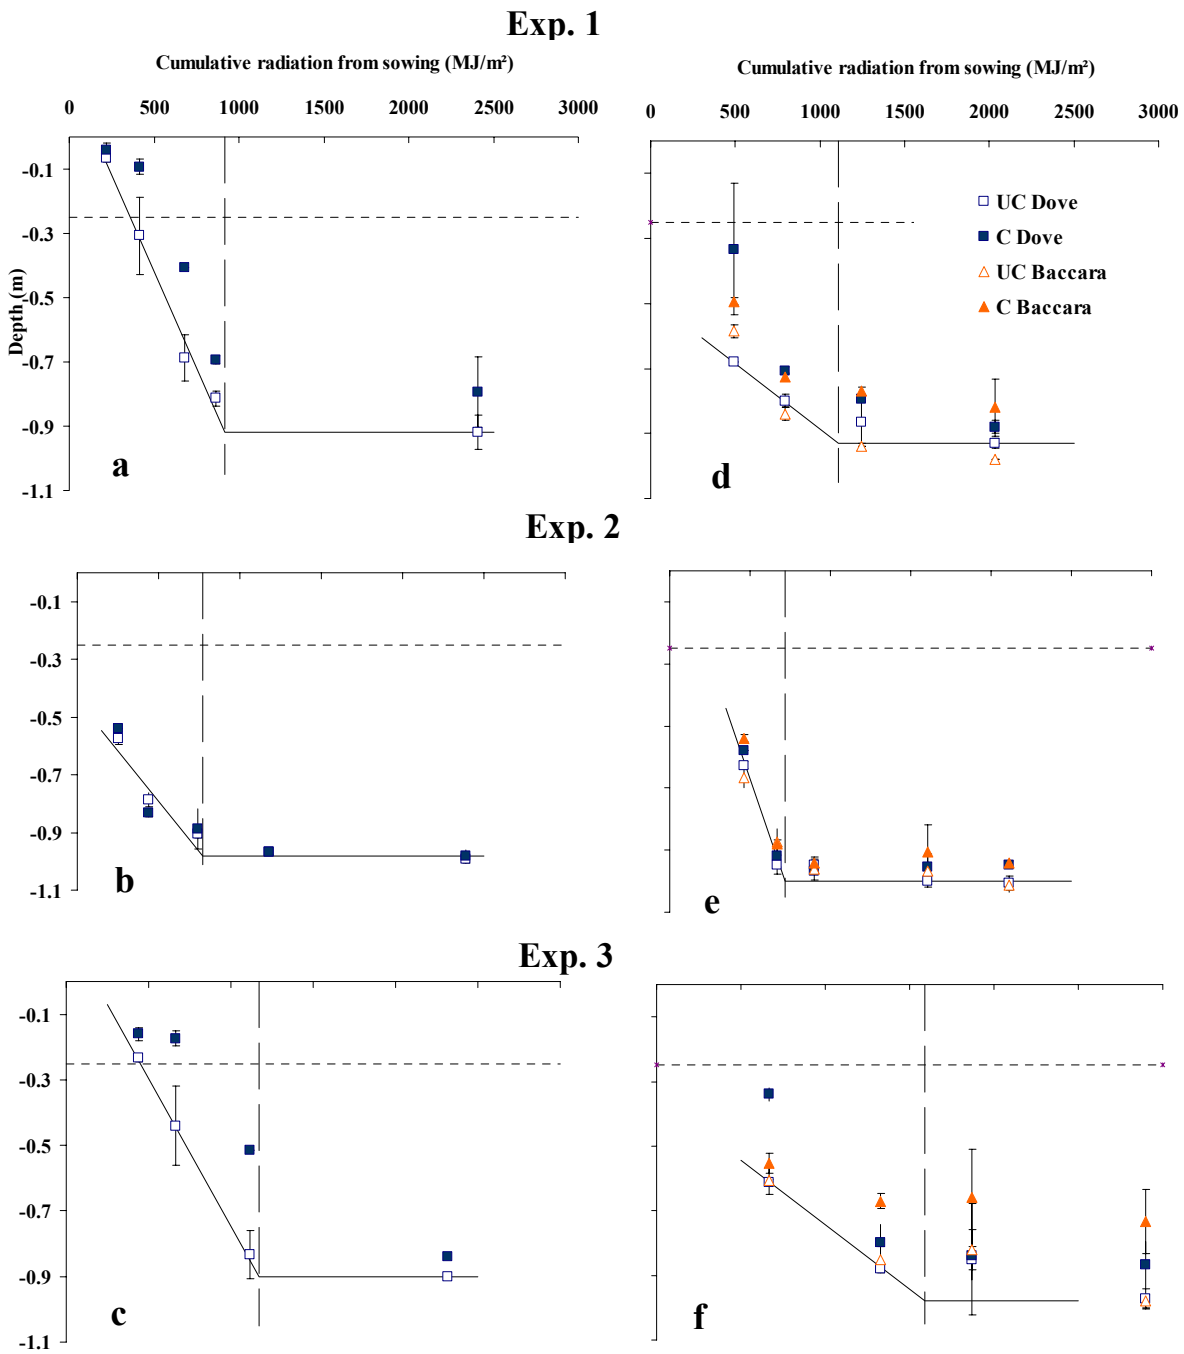 Exp. 1
Cumulative radiation from sowing (MJ/m²)
0 500 1000 1500 2000 2500 3000
Depth (m)
-0.1
-0.3
-0.5
-0.7
-0.9
-1.1
a
Cumulative radiation from sowing (MJ/m²)
0 500 1000 1500 2000 2500 3000
UC Dove
C Dove
UC Baccara
C Baccara
d
Exp. 2
-0.1
-0.3
-0.5
-0.7
-0.9
-1.1
b
e
Exp. 3
-0.1
-0.3
-0.5
-0.7
-0.9
-1.1
c
f